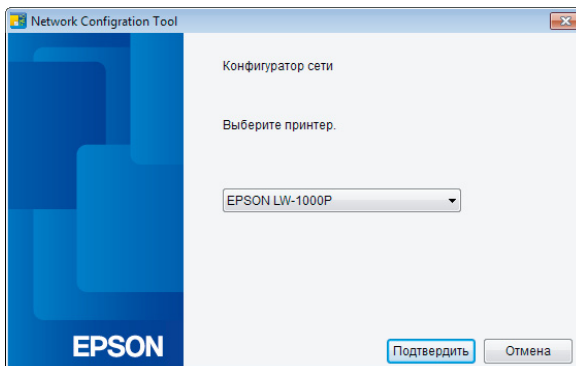 Network Configration Tool
Конфигуратор сети
Выберите принтер.
EPSON LW-1000P
EPSON
Подтвердить
Отмена